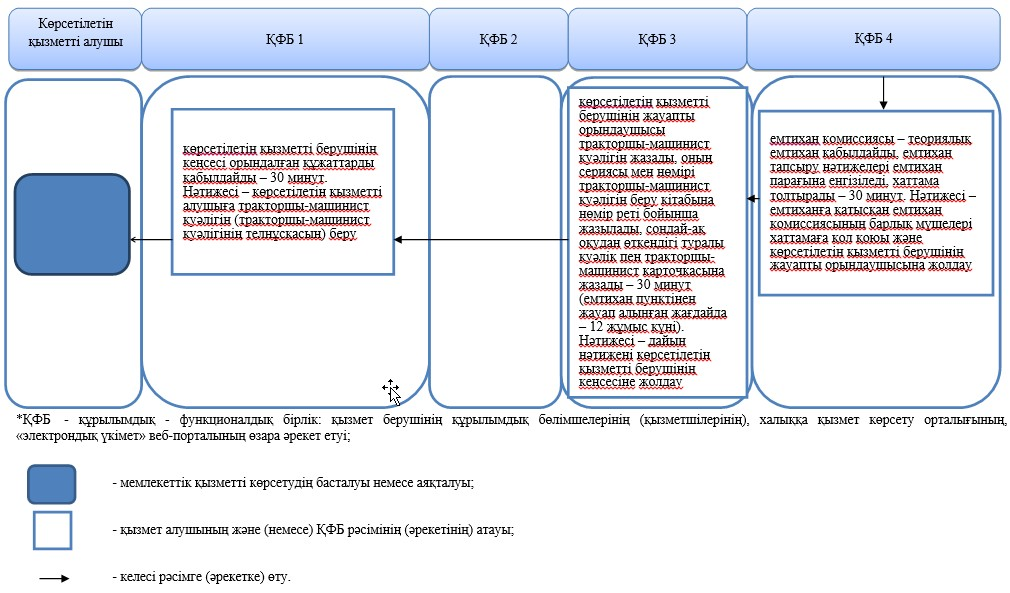 Көрсетілетін
қызметті алушы
ҚФБ 1
ҚФБ 2
ҚФБ 3
ҚФБ 4
көрсетілетін қызметті берушінің
кеңсесі орындалған құжаттарды
қабылдайды – 30 минут.
Нәтижесі – көрсетілетін қызметті
алушыға тракторшы-машинист
куәлігін (тракторшы-машинист
куәлігінің телнұсқасын) беру
көрсетілетін қызметті
берушінің жауапты
орындаушысы
тракторшы-машинист
куәлігін жазады, оның
сериясы мен нөмірі
тракторшы-машинист
куәлігін беру кітабына
нөмір реті бойынша
жазылады, сондай-ақ
оқудан өткендігі туралы
куәлік пен тракторшы-
машинист карточкасына
жазады – 30 минут
(емтихан пунктінен
жауап алынған жағдайда
– 12 жұмыс күні).
Нәтижесі – дайын
нәтижені көрсетілетін
қызметті берушінің
кеңсесіне жолдау
емтихан комиссиясы – теориялық
емтихан қабылдайды, емтихан
тапсыру нәтижелері емтихан
парағына енгізіледі, хаттама
толтырады – 30 минут. Нәтижесі –
емтиханға қатысқан емтихан
комиссиясының барлық мүшелері
хаттамаға қол қоюы және
көрсетілетін қызметті берушінің
жауапты орындаушысына жолдау
*ҚФБ - құрылымдық - функционалдық бірлік: қызмет берушінің құрылымдық бөлімшелерінің (қызметшілерінің), халыққа қызмет көрсету орталығының,
«электрондық үкімет» веб-порталының өзара әрекет етуі;
- мемлекеттік қызметті көрсетудің басталуы немесе аяқталуы;
- қызмет алушының және (немесе) ҚФБ рәсімінің (әрекетінің) атауы;
- келесі рәсімге (әрекетке) өту.